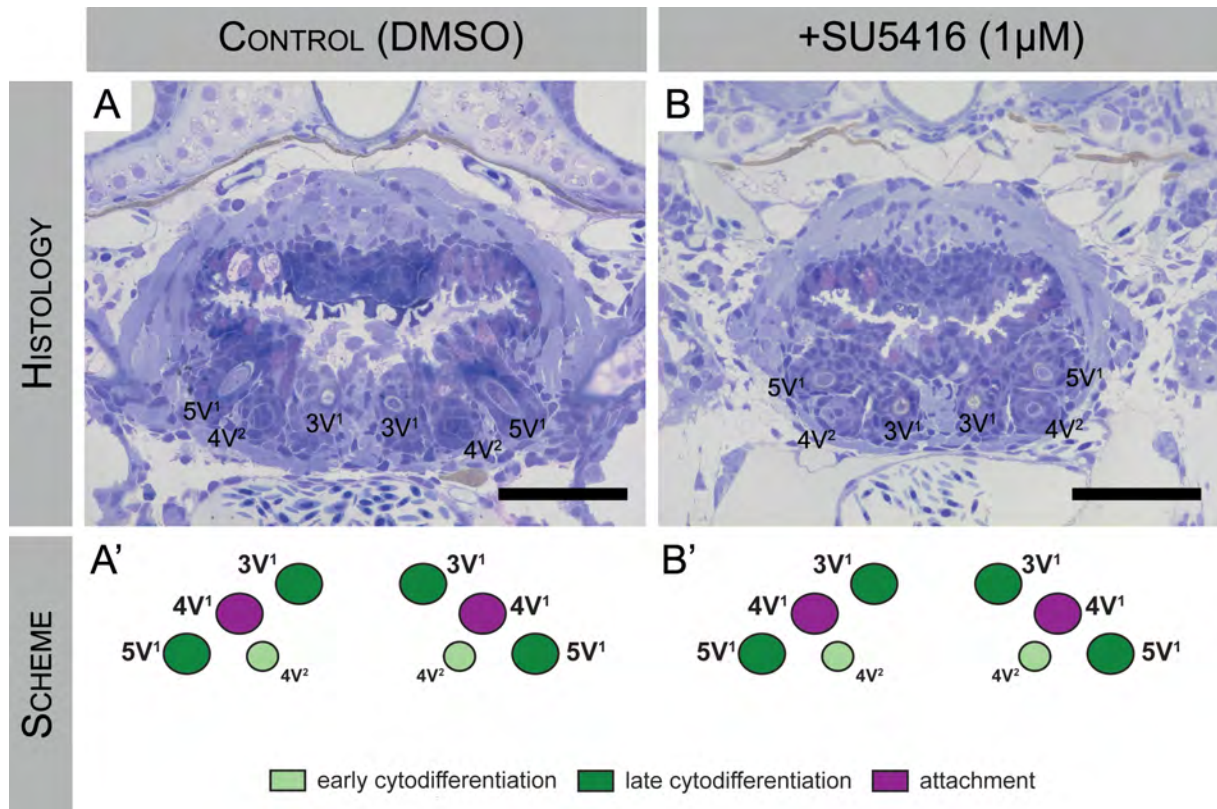 CONTROL (DMSO)
+SU5416 (1μM)
HISTOLOGY
A
5V¹
4V²
3V¹
3V¹
4V²
5V¹
B
5V¹
4V²
3V¹
3V¹
4V²
5V¹
SCHEME
A'
3V¹
3V¹
4V¹
4V¹
5V¹
4V²
4V²
5V¹
B'
3V¹
3V¹
4V¹
4V¹
5V¹
4V²
4V²
5V¹
early cytodifferentiation
late cytodifferentiation
attachment